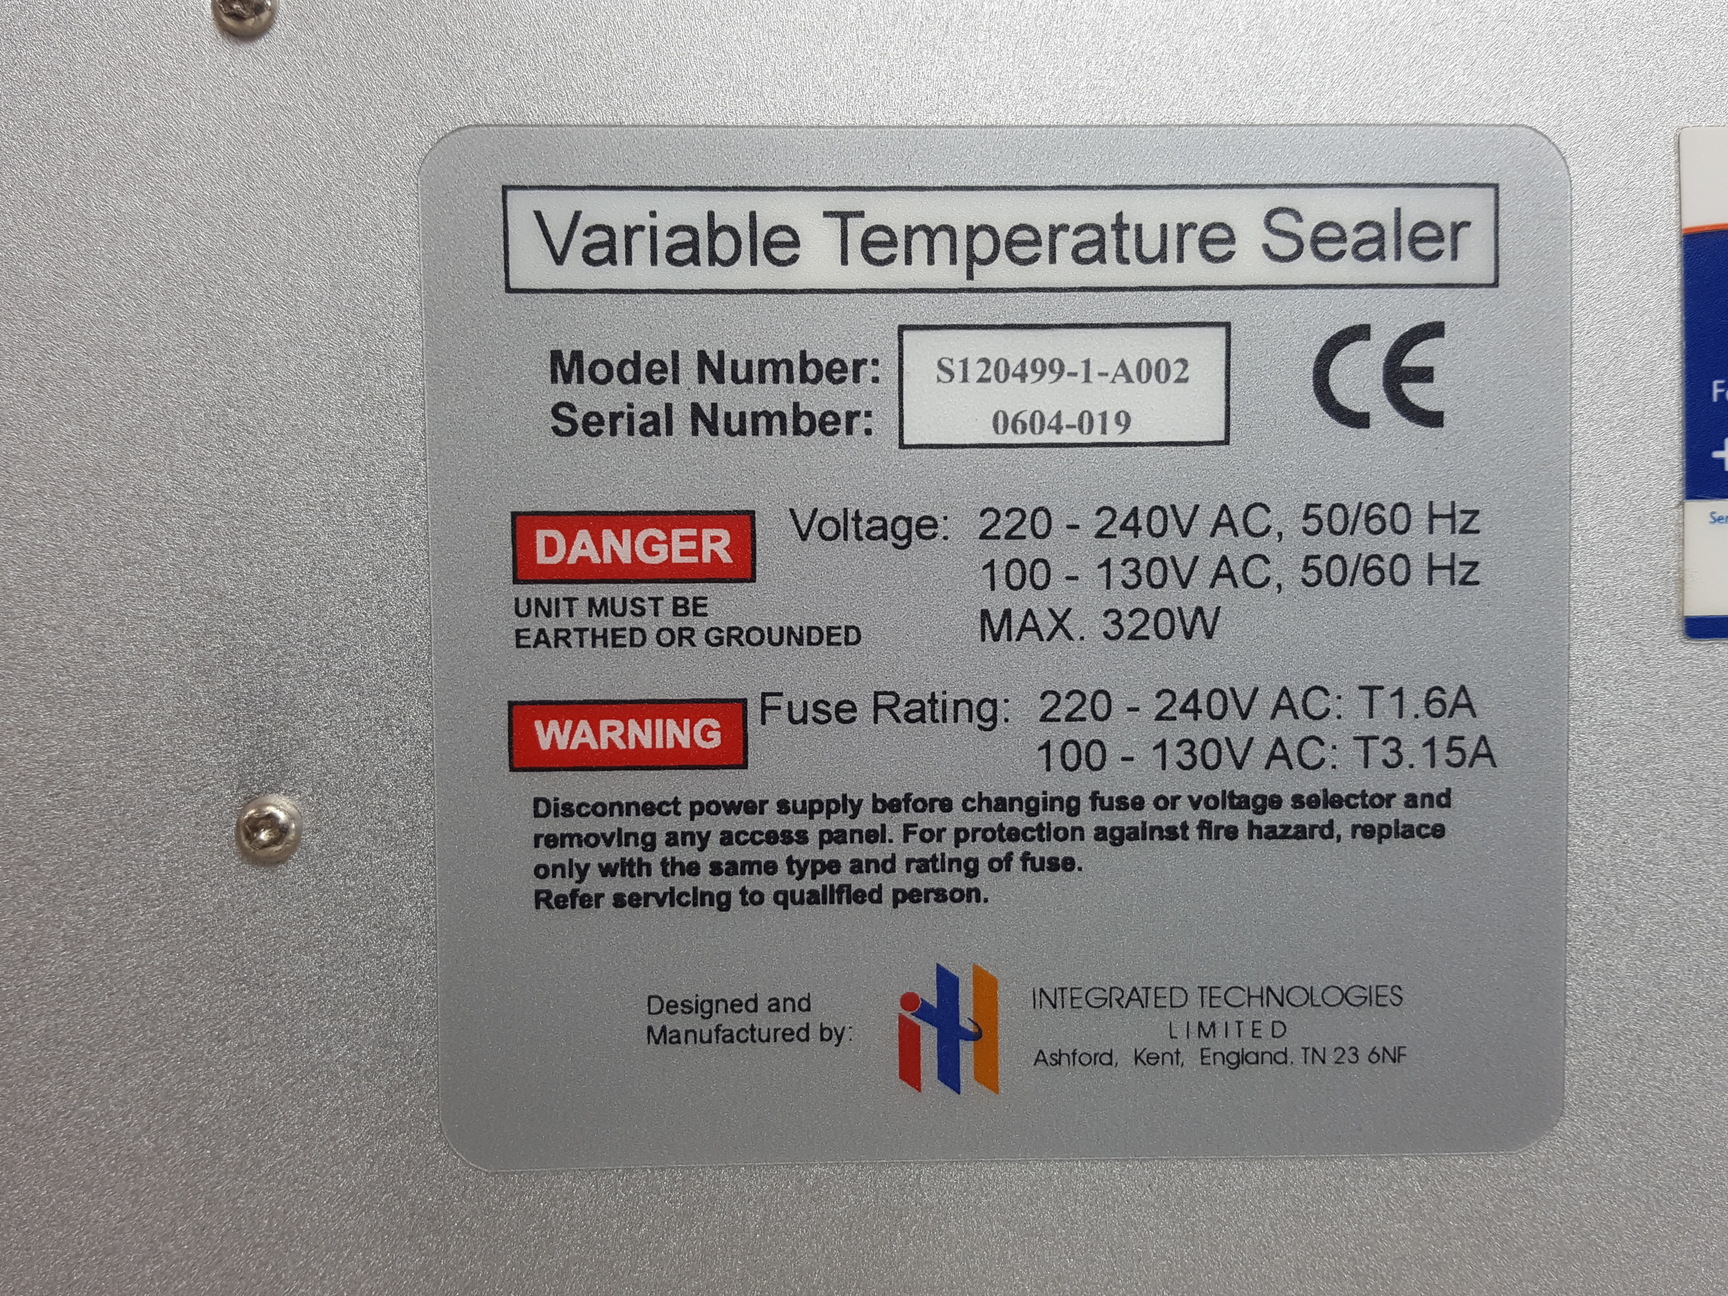 Variable Temperature Sealer
Model Number: S120499-1-A002
Serial Number: 0604-019
CE
DANGER
UNIT MUST BE
EARTHED OR GROUNDED
Voltage: 220 - 240V AC, 50/60 Hz
100 - 130V AC, 50/60 Hz
MAX. 320W
WARNING
Fuse Rating: 220 - 240V AC: T1.6A
100 - 130V AC: T3.15A
Disconnect power supply before changing fuse or voltage selector and
removing any access panel. For protection against fire hazard, replace
only with the same type and rating of fuse.
Refer servicing to qualified person.
Designed and
Manufactured by:
itl
INTEGRATED TECHNOLOGIES
LIMITED
Ashford, Kent, England. TN 23 6NF